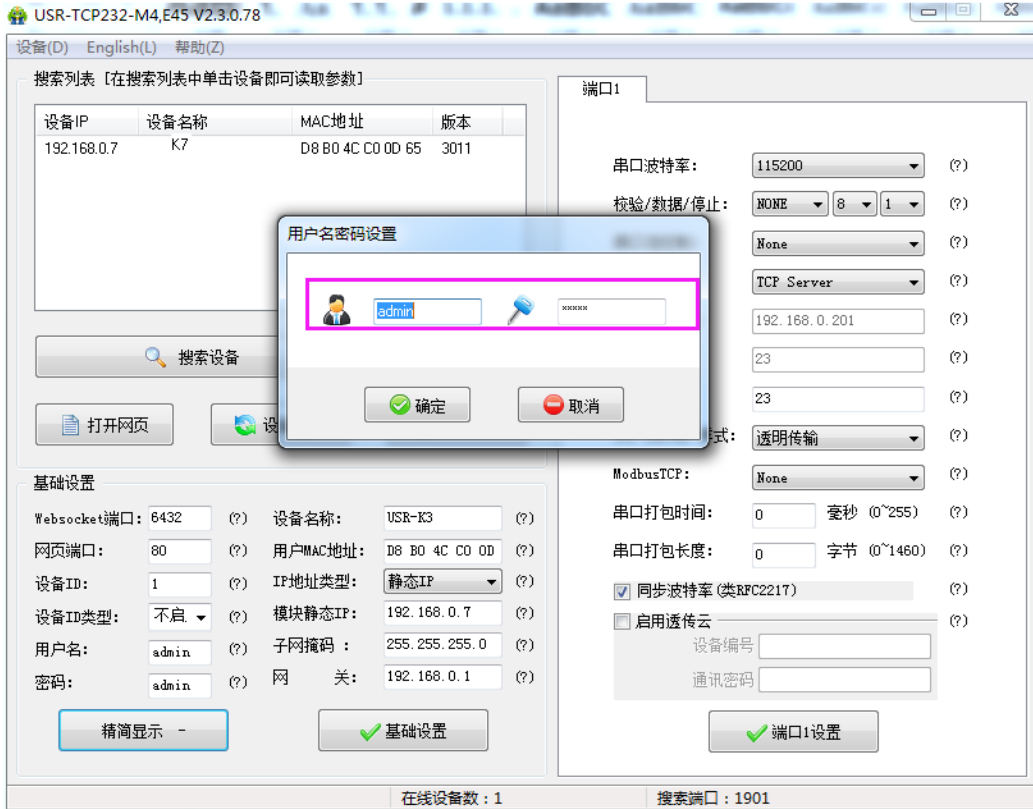 USR-TCP232-M4,E45 V2.3.0.78
设备(D) English(L) 帮助(Z)
搜索列表 [在搜索列表中单击设备即可读取参数]
设备IP 设备名称 MAC地址 版本
192.168.0.7 K7 D8 B0 4C C0 0D 65 3011
搜索设备
打开网页
用户名密码设置
admin *****
确定 取消
基础设置
Websocket端口: 6432 (?) 设备名称: USR-K3 (?)
网页端口: 80 (?) 用户MAC地址: D8 B0 4C C0 0D (?)
设备ID: 1 (?) IP地址类型: 静态IP (?)
设备ID类型: 不启. (?) 模块静态IP: 192.168.0.7 (?)
用户名: admin (?) 子网掩码 : 255.255.255.0 (?)
密码: admin (?) 网 关: 192.168.0.1 (?)
精简显示 - 基础设置
端口1
串口波特率: 115200 (?)
校验/数据/停止: NONE 8 1 (?)
None (?)
TCP Server (?)
192.168.0.201 (?)
23 (?)
23 (?)
式: 透明传输 (?)
ModbusTCP: None (?)
串口打包时间: 0 毫秒 (0~255) (?)
串口打包长度: 0 字节 (0~1460) (?)
同步波特率(类RFC2217) (?)
启用透传云 (?)
设备编号
通讯密码
端口1设置
在线设备数：1 搜索端口：1901